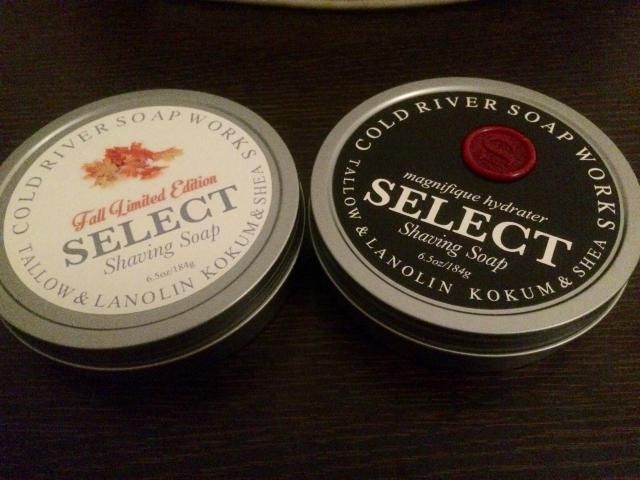 COLD RIVER SOAP WORKS
Fall Limited Edition
SELECT
Shaving Soap
6.5oz/184g
TALLOW & LANOLIN KOKUM & SHEA
COLD RIVER SOAP WORKS
magnifique hydrater
SELECT
Shaving Soap
6.5oz/184g
TALLOW & LANOLIN KOKUM & SHEA